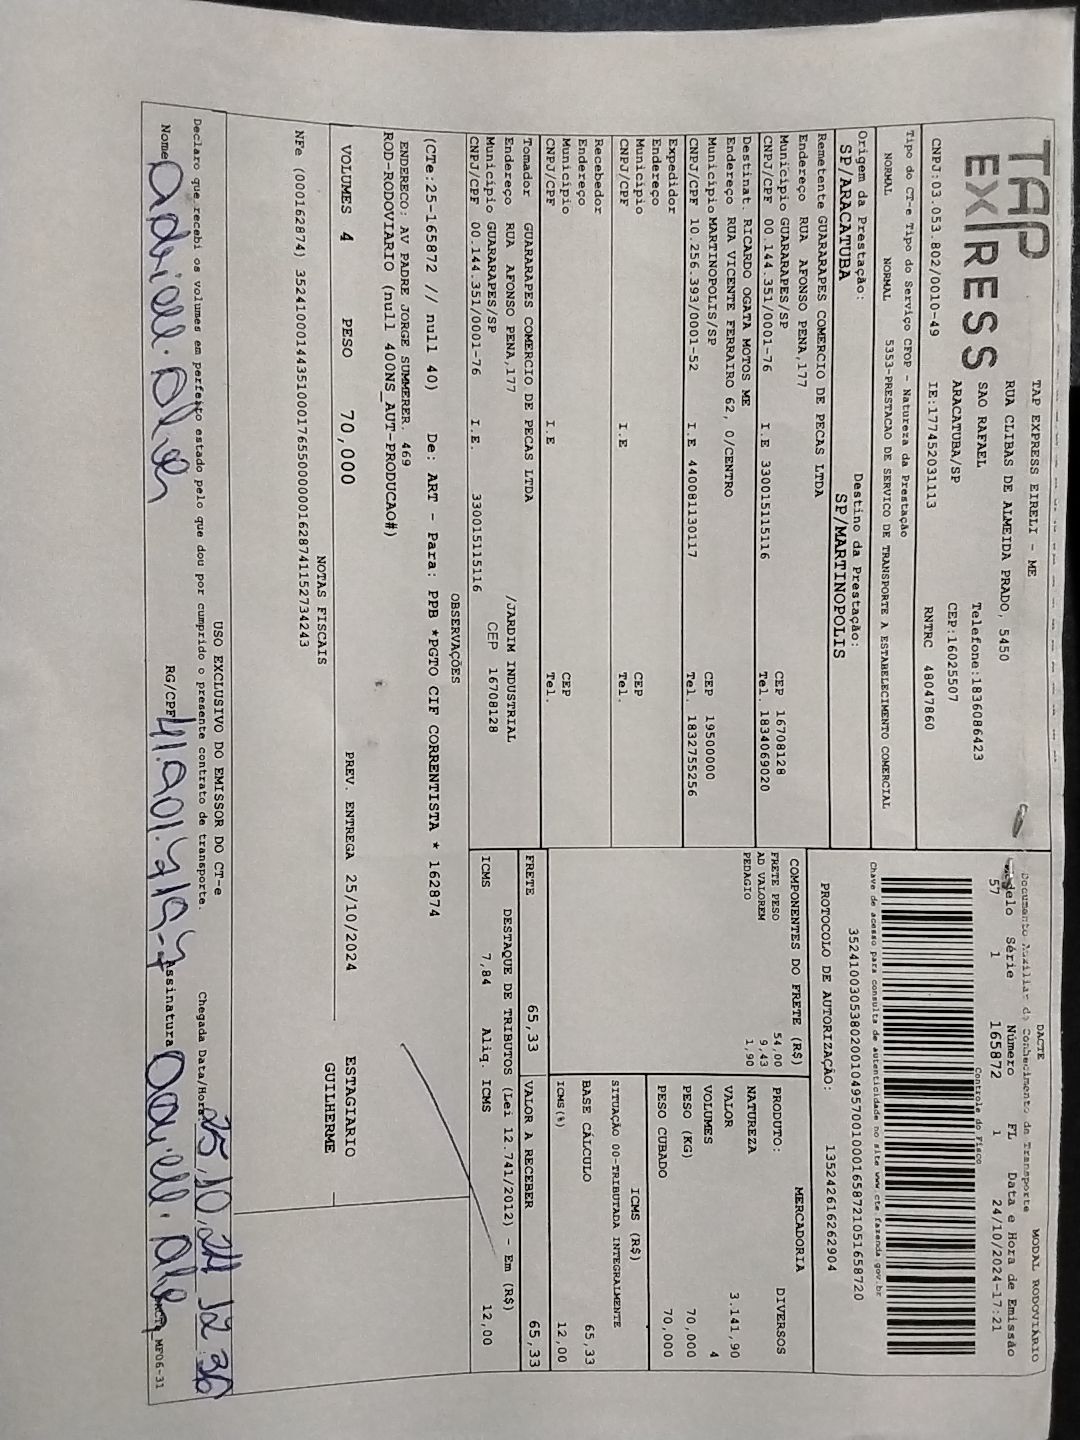 TAP EXPRESS
TAP EXPRESS EIRELI - ME
RUA CLIBAS DE ALMEIDA PRADO, 5450
SAO RAFAEL Telefone:1836086423
ARACATUBA/SP CEP:16025507
CNPJ:03.053.802/0010-49 IE:177452031113 RNTRC 48047860
Tipo do CT-e Tipo do Serviço CFOP - Natureza da Prestação
NORMAL NORMAL 5353-PRESTACAO DE SERVICO DE TRANSPORTE A ESTABELECIMENTO COMERCIAL
Origem da Prestação: Destino da Prestação:
SP/ARACATUBA SP/MARTINOPOLIS
DACTE MODAL RODOVIÁRIO
Documento Auxiliar do Conhecimento de Transporte
Modelo Série Número FL Data e Hora de Emissão
57 1 165872 1 24/10/2024-17:21
Controle do Fisco
Chave de acesso para consulta de autenticidade no site www.cte.fazenda.gov.br
35241003053802001049570010001658721051658720
PROTOCOLO DE AUTORIZAÇÃO: 135242616262904
Remetente GUARARAPES COMERCIO DE PECAS LTDA
Endereço RUA AFONSO PENA,177
Municipio GUARARAPES/SP CEP 16708128
CNPJ/CPF 00.144.351/0001-76 I.E 330015115116 Tel. 1834069020
Destinat. RICARDO OGATA MOTOS ME
Endereço RUA VICENTE FERRAIRO 62, 0/CENTRO
Municipio MARTINOPOLIS/SP CEP 19500000
CNPJ/CPF 10.256.393/0001-52 I.E 440081130117 Tel. 1832755256
Expedidor
Endereço
Municipio CEP
CNPJ/CPF I.E Tel.
Recebedor
Endereço
Municipio CEP
CNPJ/CPF I.E Tel.
Tomador GUARARAPES COMERCIO DE PECAS LTDA
Endereço RUA AFONSO PENA,177 /JARDIM INDUSTRIAL
Municipio GUARARAPES/SP CEP 16708128
CNPJ/CPF 00.144.351/0001-76 I.E. 330015115116
COMPONENTES DO FRETE (R$)
FRETE PESO 54,00
AD VALOREM 9,43
PEDAGIO 1,90
MERCADORIA
PRODUTO: DIVERSOS
NATUREZA
VALOR 3.141,90
VOLUMES 4
PESO (KG) 70,000
PESO CUBADO 70,000
ICMS (R$)
SITUAÇÃO 00-TRIBUTADA INTEGRALMENTE
BASE CÁLCULO 65,33
ICMS(%) 12,00
FRETE 65,33 VALOR A RECEBER 65,33
DESTAQUE DE TRIBUTOS (Lei 12.741/2012) - Em (R$)
ICMS 7,84 Aliq. ICMS 12,00
OBSERVAÇÕES
(CTe:25-165872 // null 40) De: ART - Para: PPB *PGTO CIF CORRENTISTA * 162874
ENDERECO: AV PADRE JORGE SUMMERER. 469
ROD-RODOVIARIO (null 400NS_AUT-PRODUCAO#)
VOLUMES 4 PESO 70,000 PREV. ENTREGA 25/10/2024 ESTAGIARIO
GUILHERME
NOTAS FISCAIS
NFe (000162874) 35241000144351000176550000001628741152734243
USO EXCLUSIVO DO EMISSOR DO CT-e
Declaro que recebi os volumes em perfeito estado pelo que dou por cumprido o presente contrato de transporte. Chegada Data/Hora: 25/10/24 12 36
Nome RG/CPF Assinatura
DACTE_MF06-31